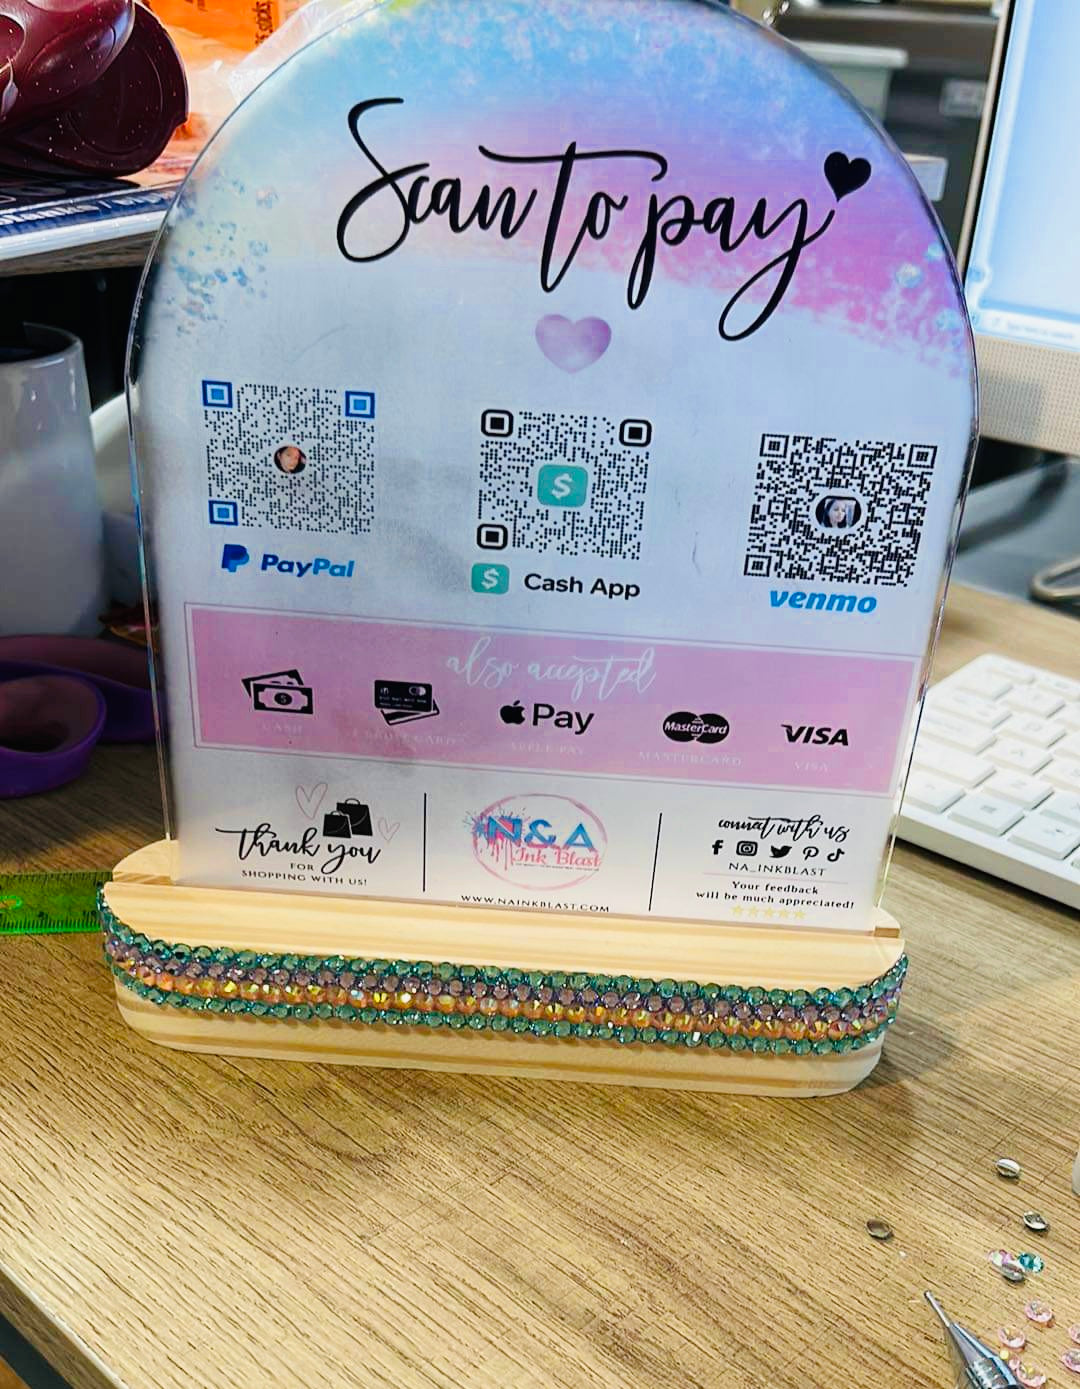 Scan to pay
PayPal
$ Cash App
venmo
also accepted
Pay
MasterCard
VISA
CASH
APPLE PAY
MASTERCARD
VISA
thank you
FOR
SHOPPING WITH US!
N&A
Ink Blast
WWW.NAINKBLAST.COM
connect with us
NA_INKBLAST
Your feedback
will be much appreciated!